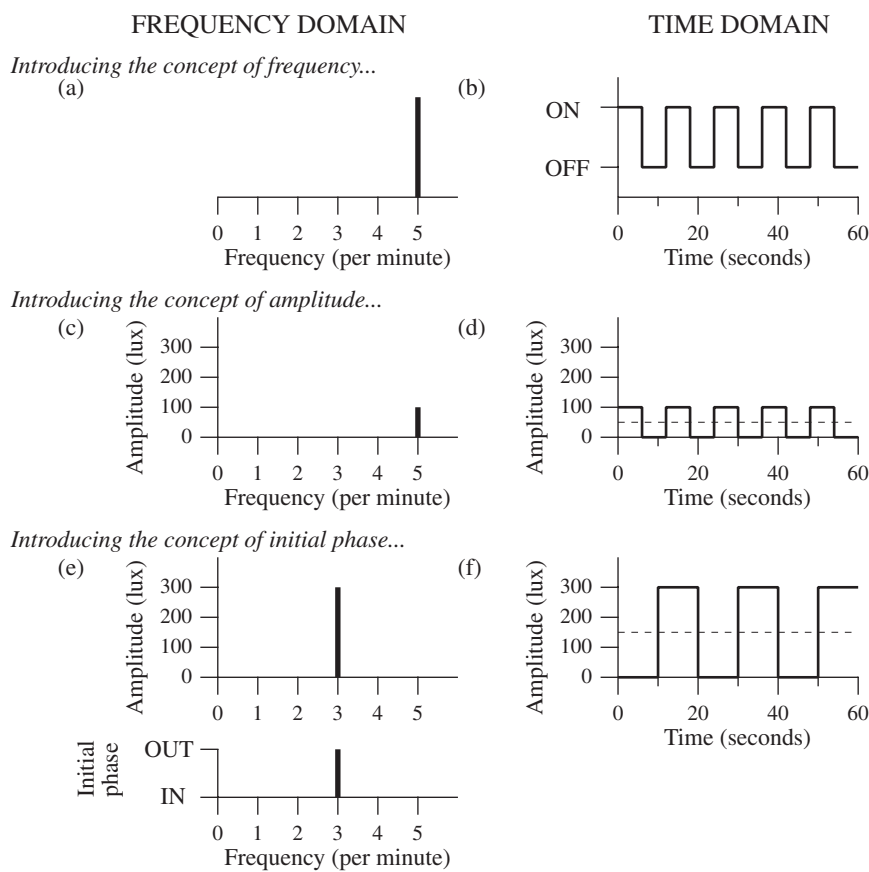 FREQUENCY DOMAIN
TIME DOMAIN
Introducing the concept of frequency...
(a)
0 1 2 3 4 5
Frequency (per minute)
(b)
ON
OFF
0 20 40 60
Time (seconds)
Introducing the concept of amplitude...
(c)
Amplitude (lux)
300
200
100
0
0 1 2 3 4 5
Frequency (per minute)
(d)
Amplitude (lux)
300
200
100
0
0 20 40 60
Time (seconds)
Introducing the concept of initial phase...
(e)
Amplitude (lux)
300
200
100
0
0 1 2 3 4 5
Initial
phase
OUT
IN
0 1 2 3 4 5
Frequency (per minute)
(f)
Amplitude (lux)
300
200
100
0
0 20 40 60
Time (seconds)